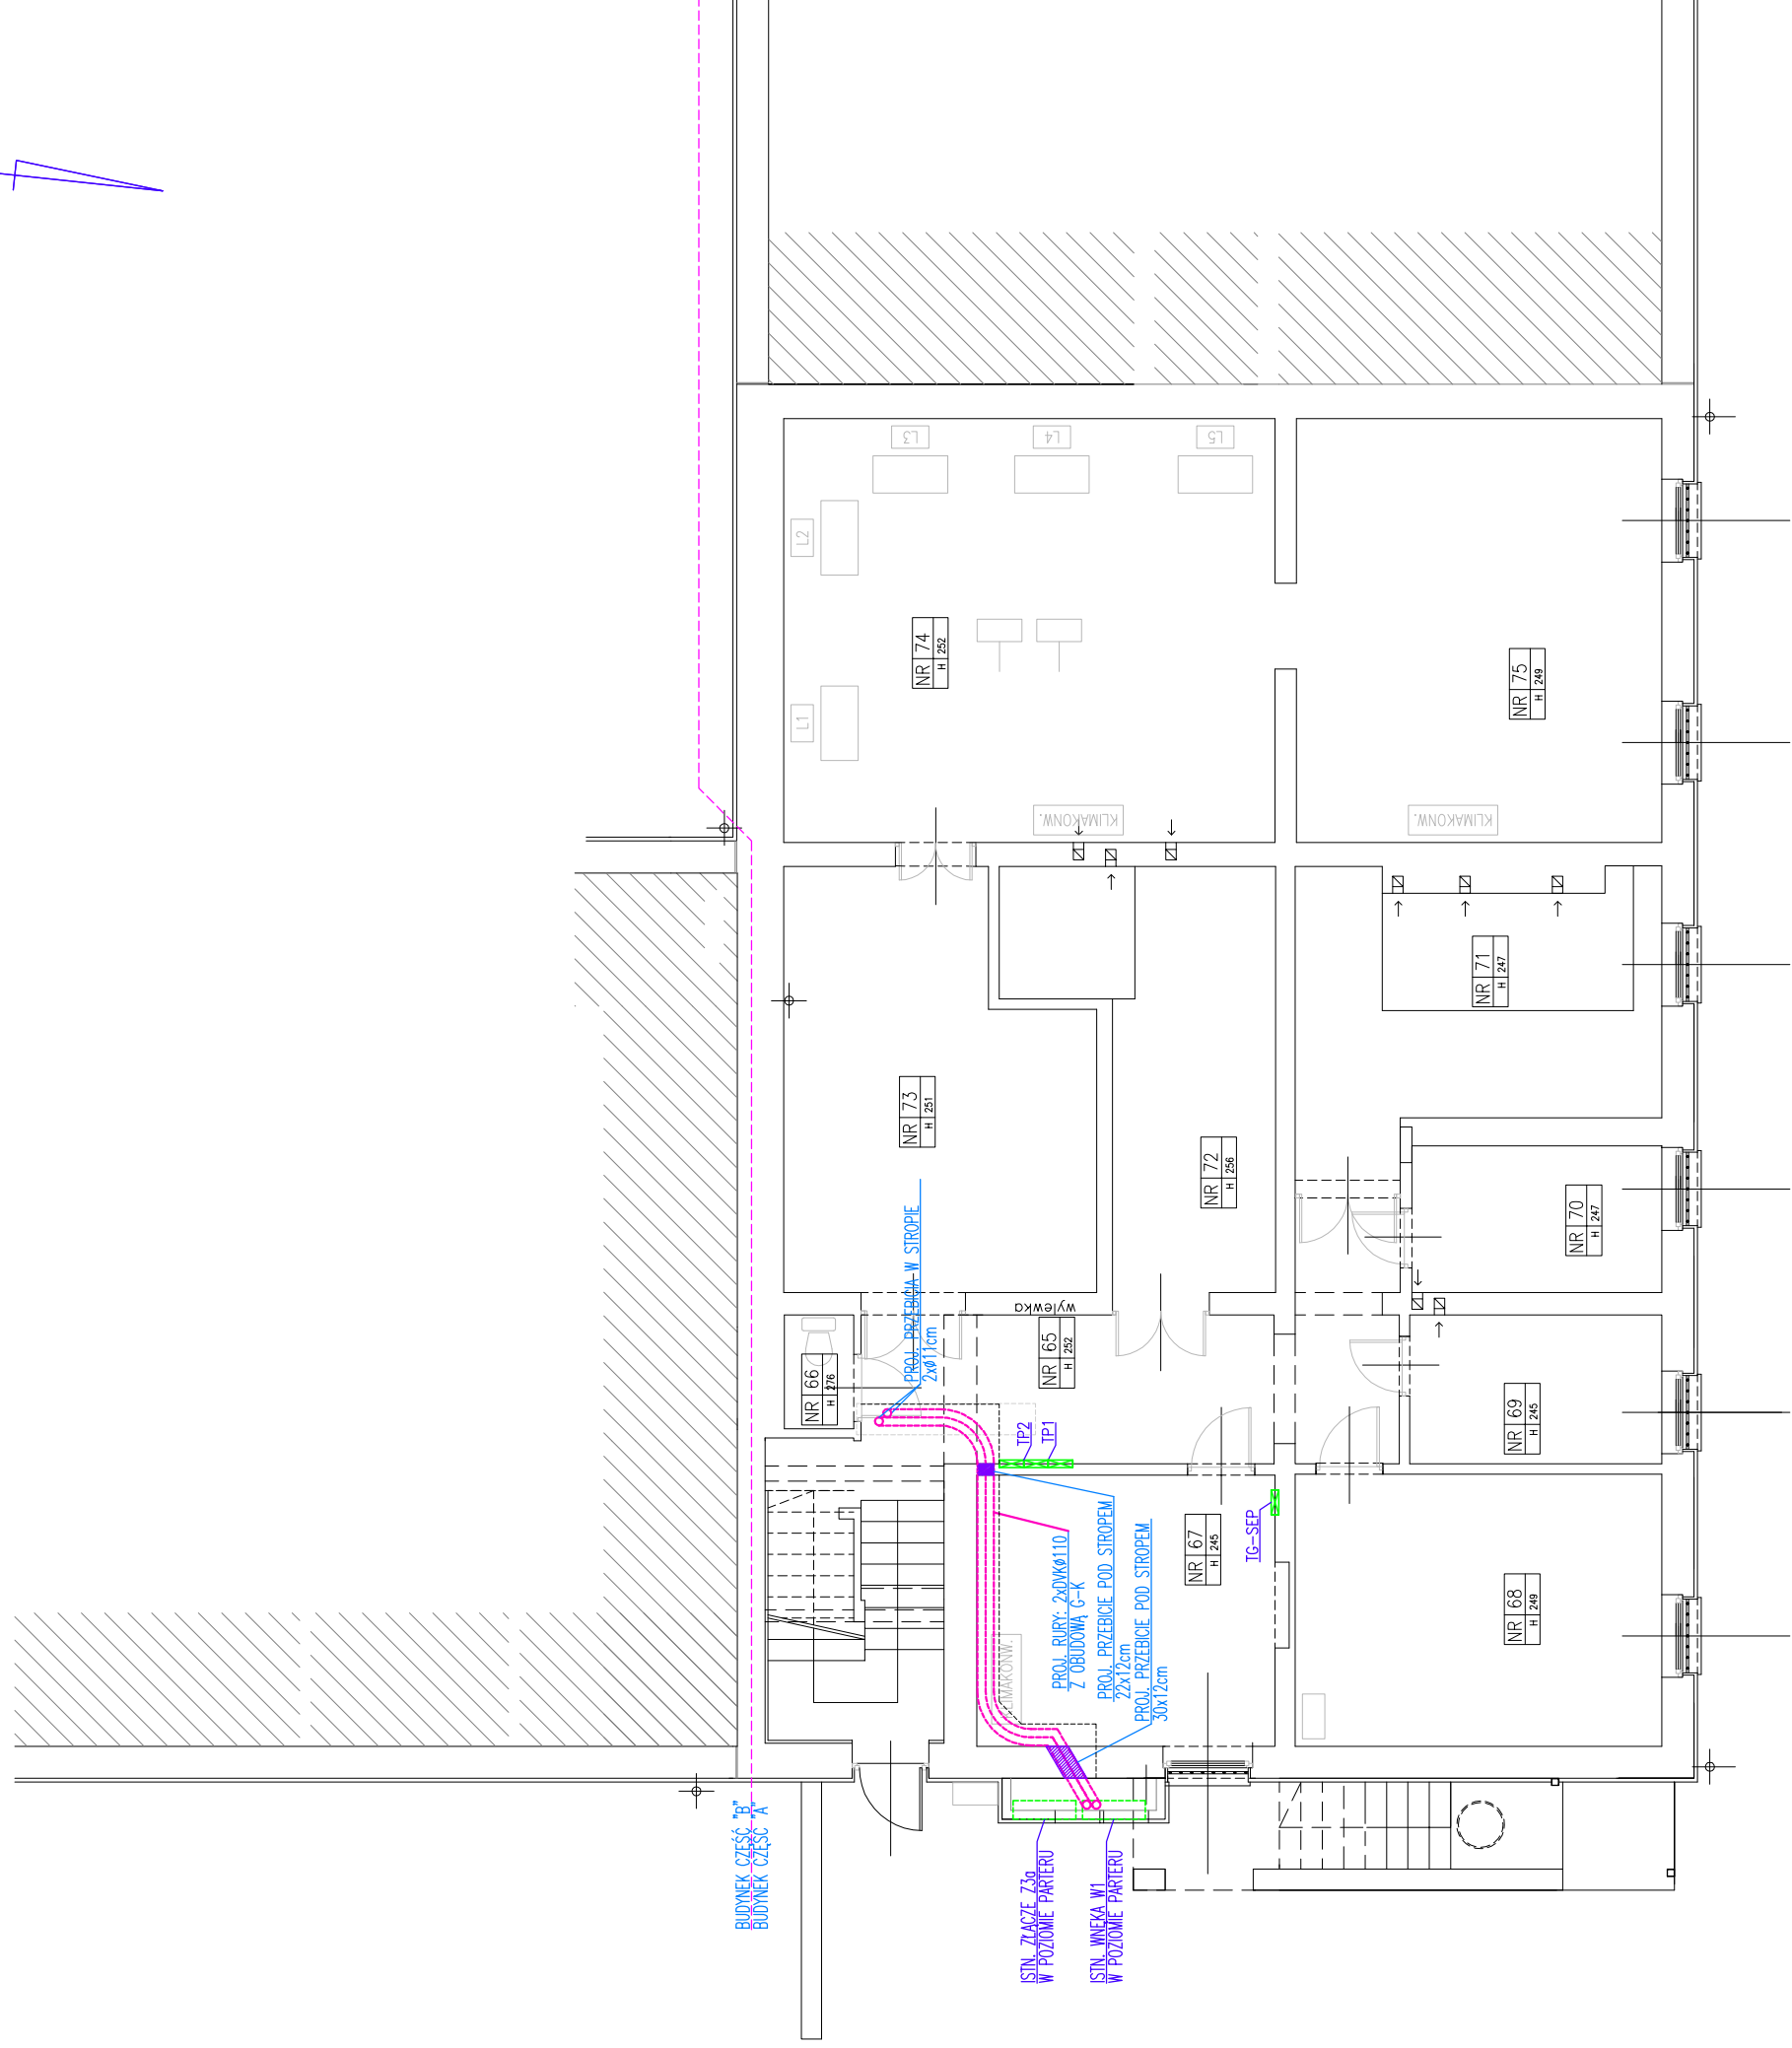 L3
L4
L5
L2
L1
NR 74
H 252
NR 75
H 249
KLIMAKONW.
KLIMAKONW.
NR 71
H 247
NR 73
H 251
NR 72
H 256
NR 70
H 247
PROJ. PRZEBICIA W STROPIE
2xø11cm
wylewka
NR 65
H 252
NR 66
H 276
NR 69
H 245
TP2
TP1
TG-SEP
NR 67
H 245
NR 68
H 249
PROJ. RURY: 2xDVKø110
Z OBUDOWĄ G-K
PROJ. PRZEBICIE POD STROPEM
22x12cm
PROJ. PRZEBICIE POD STROPEM
30x12cm
LIMAKONW.
BUDYNEK CZĘŚĆ "B"
BUDYNEK CZĘŚĆ "A"
ISTN. ZŁĄCZE Z3a
W POZIOMIE PARTERU
ISTN. WNĘKA W1
W POZIOMIE PARTERU